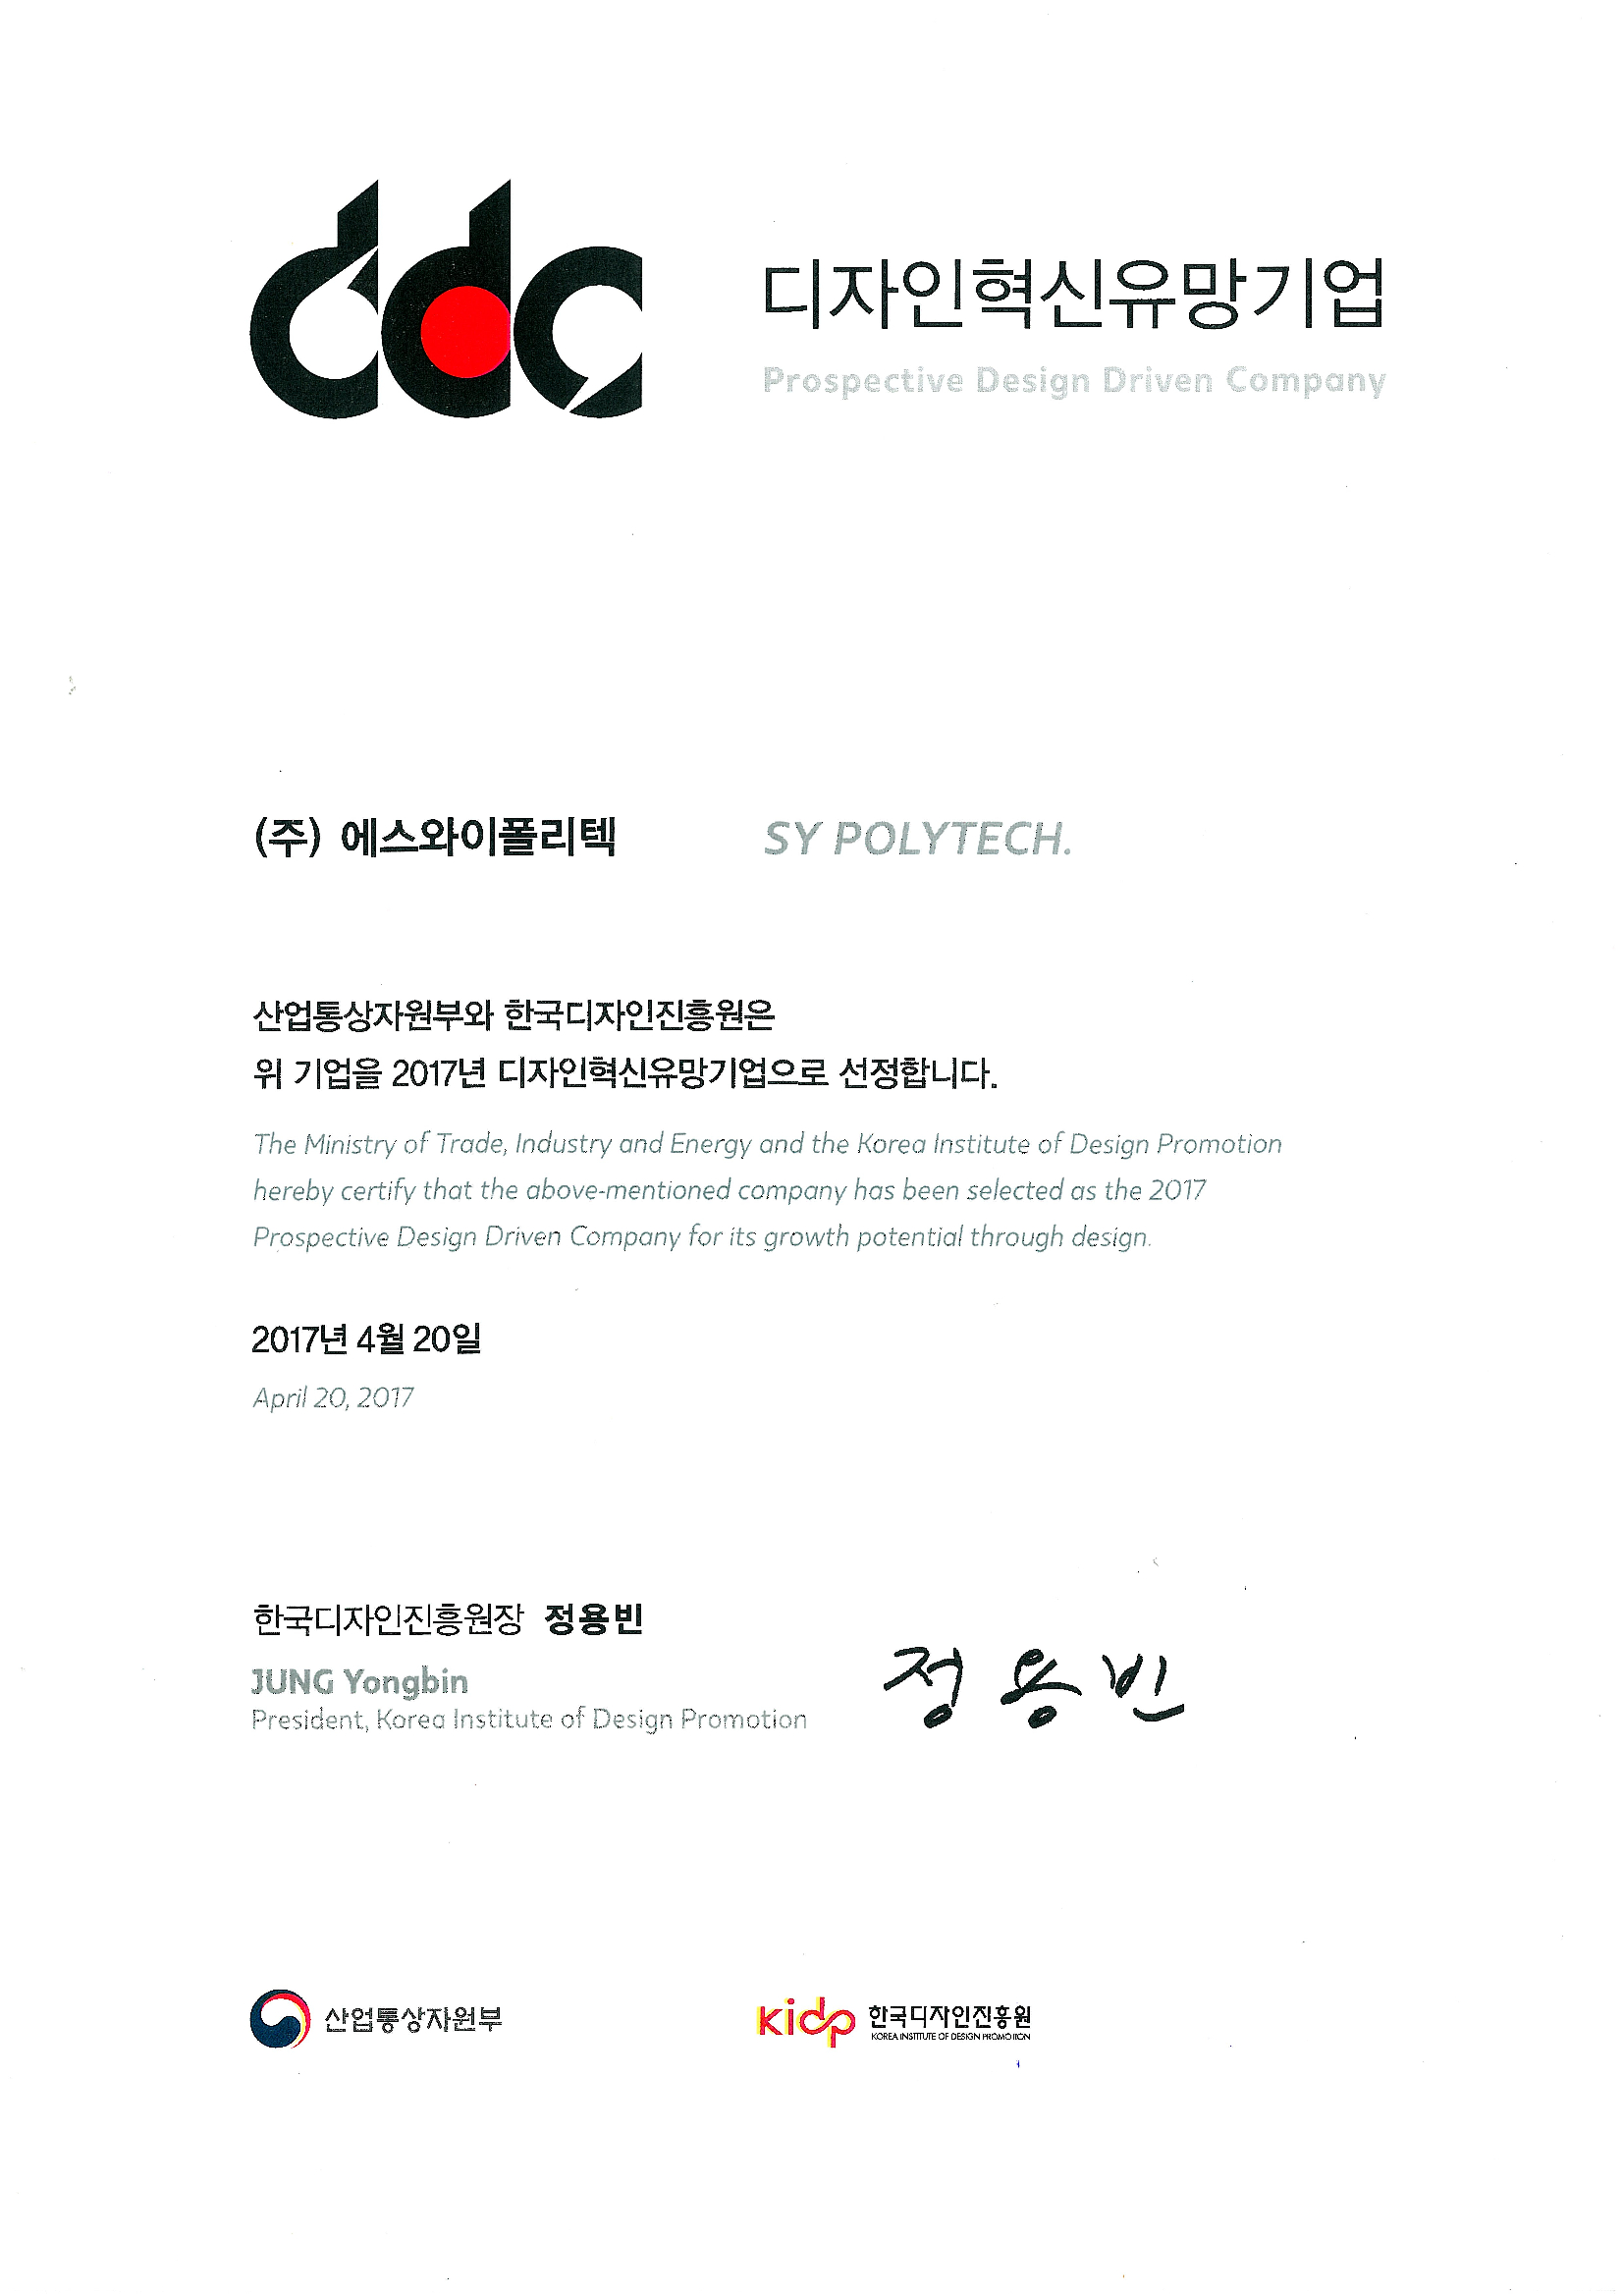 ddc
디자인혁신유망기업
Prospective Design Driven Company
(주) 에스와이폴리텍
SY POLYTECH.
산업통상자원부와 한국디자인진흥원은
위 기업을 2017년 디자인혁신유망기업으로 선정합니다.
The Ministry of Trade, Industry and Energy and the Korea Institute of Design Promotion
hereby certify that the above-mentioned company has been selected as the 2017
Prospective Design Driven Company for its growth potential through design.
2017년 4월 20일
April 20, 2017
한국디자인진흥원장 정용빈
JUNG Yongbin
President, Korea Institute of Design Promotion
정용빈
산업통상자원부
kidp 한국디자인진흥원
KOREA INSTITUTE OF DESIGN PROMOTION